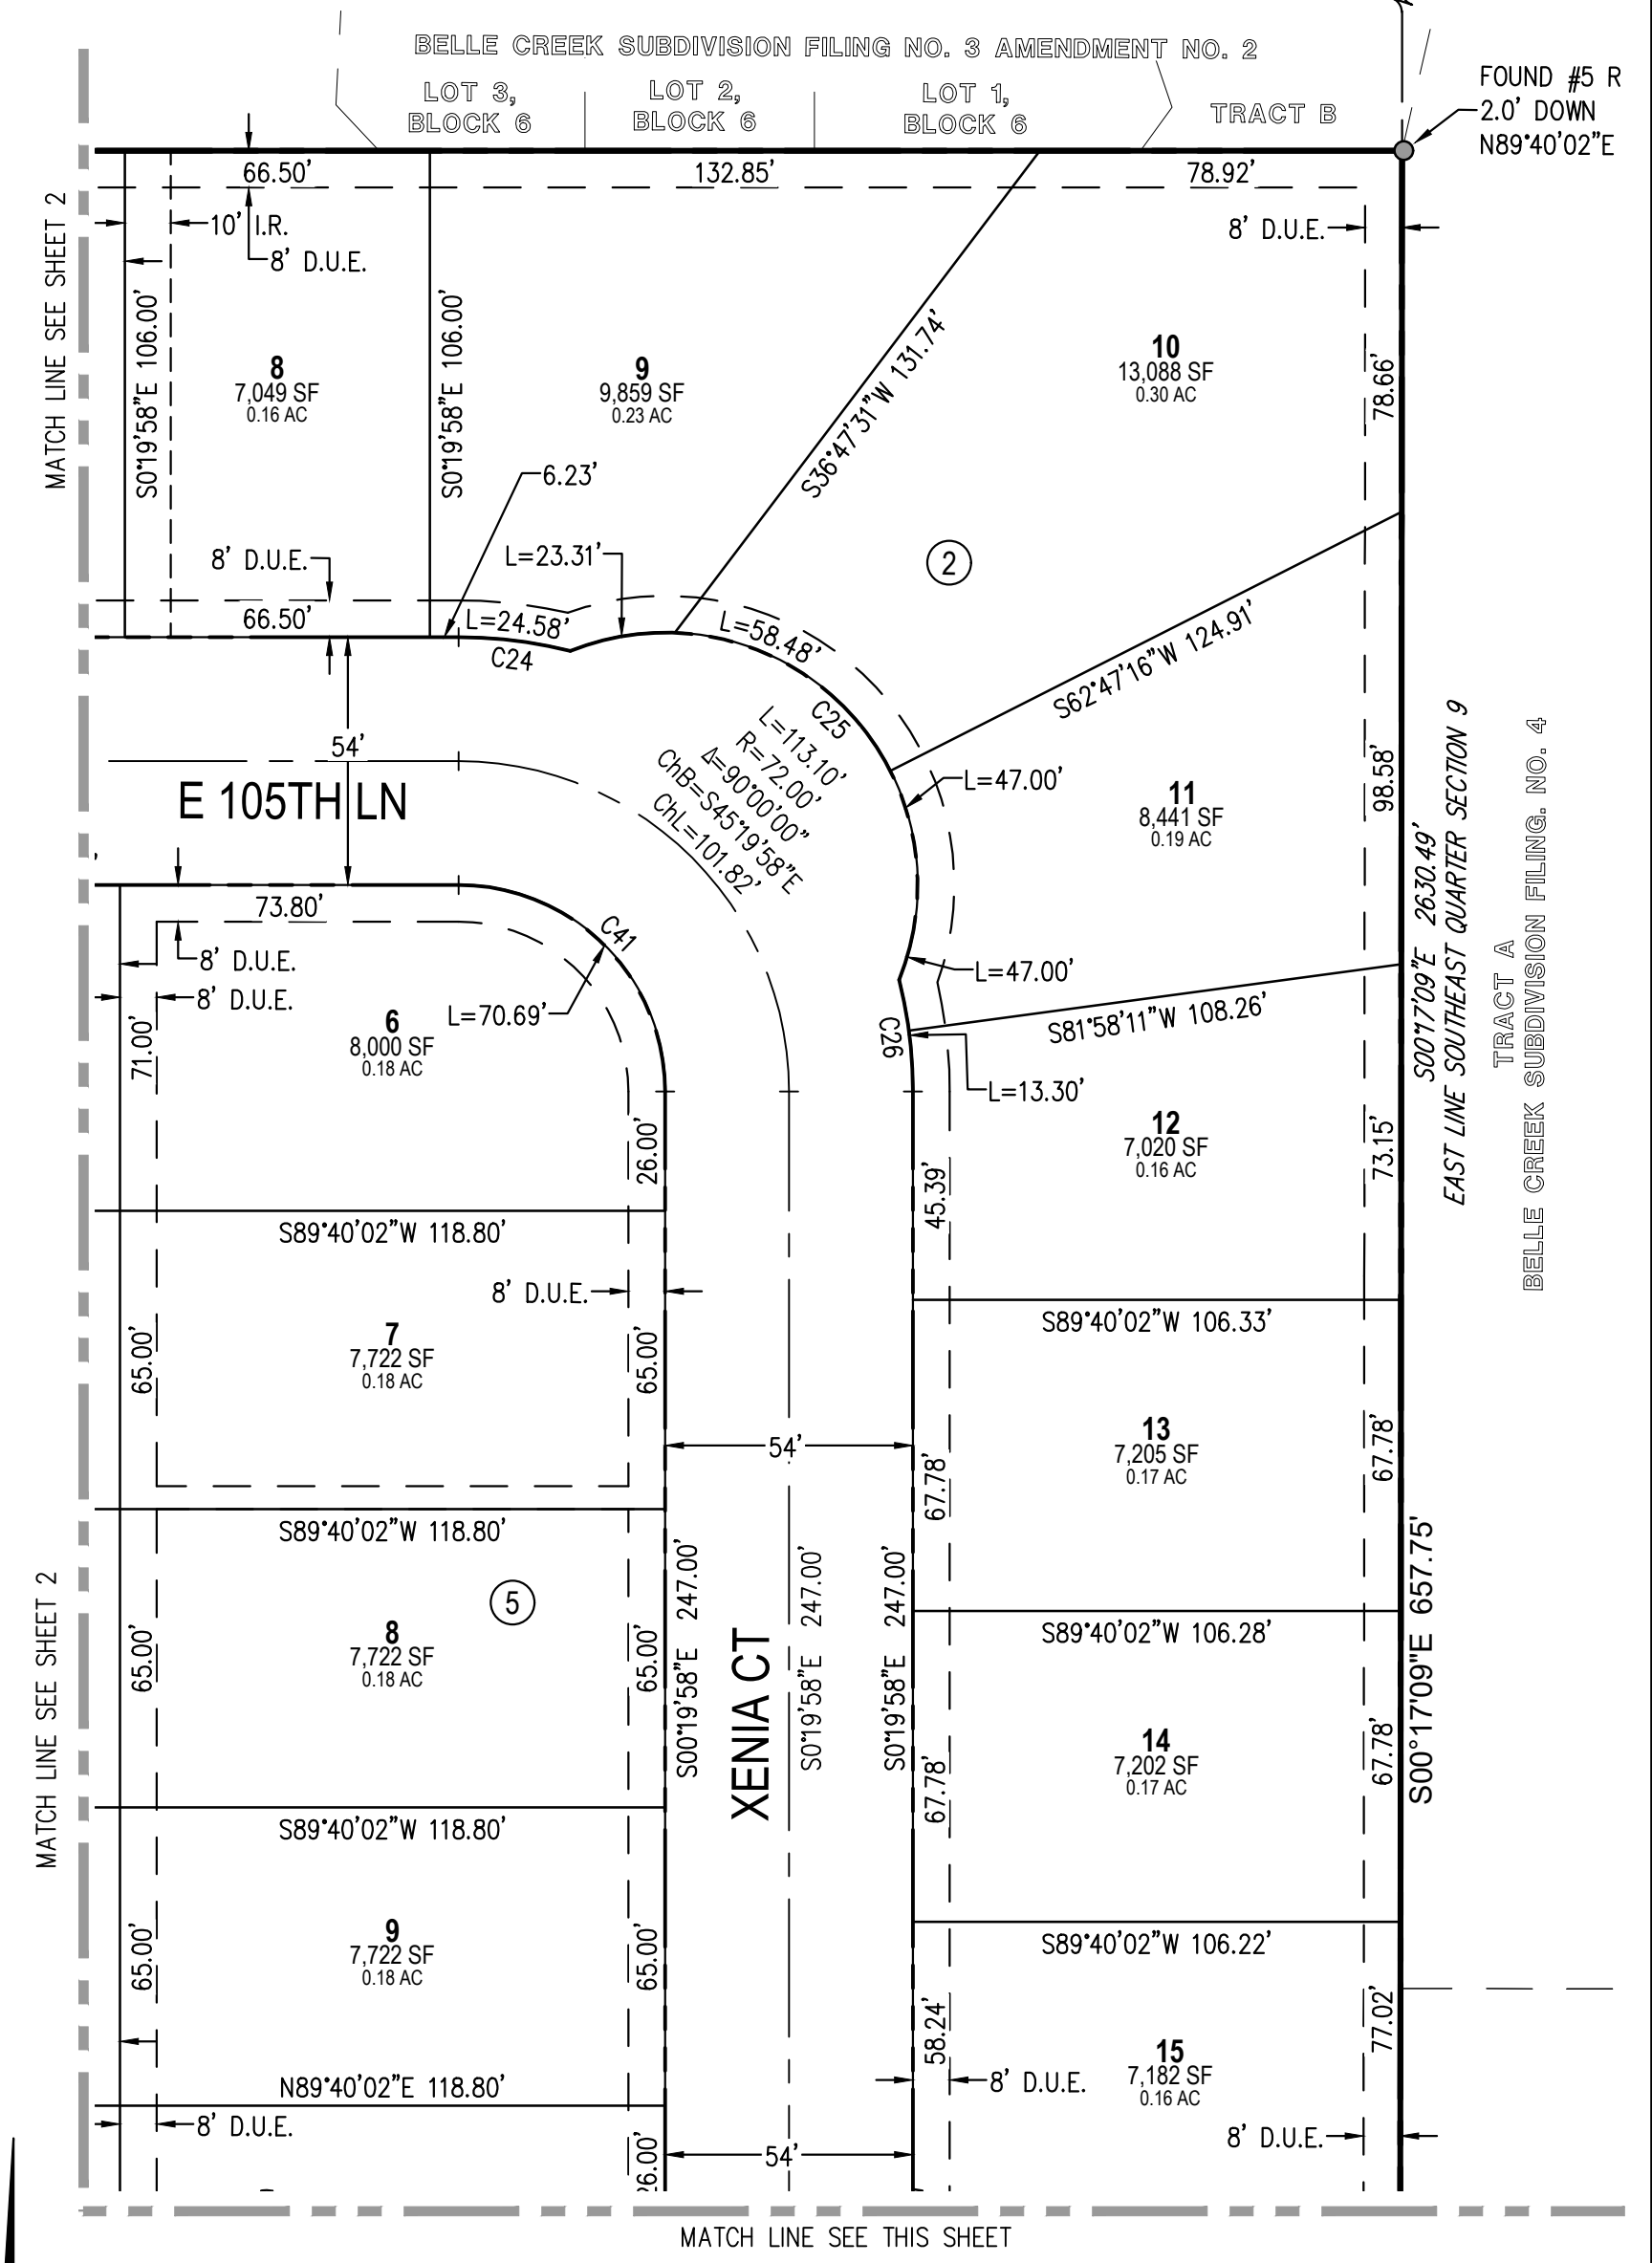 BELLE CREEK SUBDIVISION FILING NO. 3 AMENDMENT NO. 2
LOT 3,
BLOCK 6
LOT 2,
BLOCK 6
LOT 1,
BLOCK 6
TRACT B
FOUND #5 R
2.0' DOWN
N89°40'02"E
66.50'
132.85'
78.92'
MATCH LINE SEE SHEET 2
10' I.R.
8' D.U.E.
8' D.U.E.
S0°19'58"E 106.00'
S0°19'58"E 106.00'
8
7,049 SF
0.16 AC
9
9,859 SF
0.23 AC
S36°47'31"W 131.74'
10
13,088 SF
0.30 AC
78.66'
6.23'
L=23.31'
2
8' D.U.E.
66.50'
L=24.58'
C24
L=58.48'
C25
S62°47'16"W 124.91'
54'
L=113.10'
R=72.00'
Δ=90°00'00"
ChB=S45°19'58"E
ChL=101.82'
E 105TH LN
L=47.00'
11
8,441 SF
0.19 AC
98.58'
S00°17'09"E 2630.49'
EAST LINE SOUTHEAST QUARTER SECTION 9
TRACT A
BELLE CREEK SUBDIVISION FILING. NO. 4
73.80'
C41
8' D.U.E.
8' D.U.E.
L=47.00'
71.00'
6
8,000 SF
0.18 AC
L=70.69'
C26
S81°58'11"W 108.26'
L=13.30'
26.00'
45.39'
12
7,020 SF
0.16 AC
73.15'
S89°40'02"W 118.80'
8' D.U.E.
S89°40'02"W 106.33'
65.00'
7
7,722 SF
0.18 AC
65.00'
54'
67.78'
13
7,205 SF
0.17 AC
67.78'
S89°40'02"W 118.80'
5
MATCH LINE SEE SHEET 2
65.00'
8
7,722 SF
0.18 AC
65.00'
S00°19'58"E 247.00'
XENIA CT
S0°19'58"E 247.00'
S0°19'58"E 247.00'
S89°40'02"W 106.28'
S00°17'09"E 657.75'
67.78'
14
7,202 SF
0.17 AC
67.78'
S89°40'02"W 118.80'
65.00'
9
7,722 SF
0.18 AC
65.00'
S89°40'02"W 106.22'
58.24'
15
7,182 SF
0.16 AC
77.02'
8' D.U.E.
N89°40'02"E 118.80'
8' D.U.E.
8' D.U.E.
54'
26.00'
MATCH LINE SEE THIS SHEET